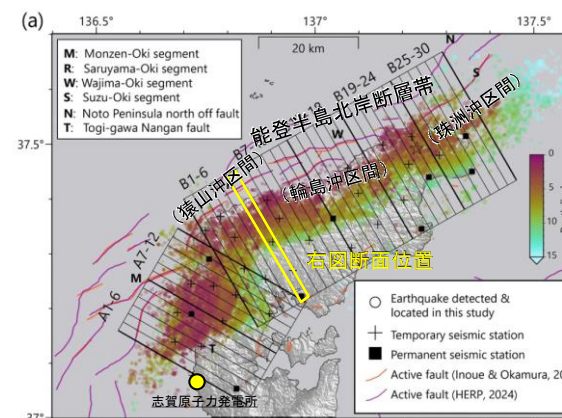 (a)
136.5°
137°
137.5°
M: Monzen-Oki segment
R: Saruyama-Oki segment
W: Wajima-Oki segment
S: Suzu-Oki segment
N: Noto Peninsula north off fault
T: Togi-gawa Nangan fault
20 km
N
S
B25-30
B19-24
W
B7-
B1-6
能登半島北岸断層帯
(珠洲沖区間)
(輪島沖区間)
(猿山沖区間)
37.5°
A7-12
M
A1-6
右図断面位置
T
志賀原子力発電所
0
5
10
15
Earthquake detected &
located in this study
Temporary seismic station
Permanent seismic station
Active fault (Inoue & Okamura, 20
Active fault (HERP, 2024)
37°